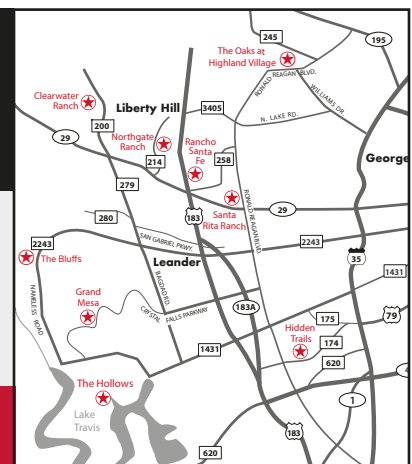 245
195
The Oaks at
Highland Village
RONALD REAGAN BLVD.
WILLIAMS DR.
Clearwater
Ranch
Liberty Hill
3405
N. LAKE RD.
200
29
Northgate
Ranch
Rancho
Santa
Fe
214
258
George
279
183
Santa
Rita Ranch
RONALD REAGAN BLVD.
29
280
SAN GABRIEL PKWY.
2243
2243
The Bluffs
Leander
35
1431
NAMELESS ROAD
BAGDAD RD.
Grand
Mesa
CRYSTAL FALLS PARKWAY
183A
175
79
Hidden
Trails
174
1431
620
The Hollows
Lake
Travis
1
183
620